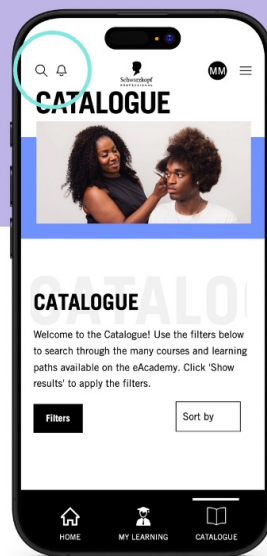 Schwarzkopf
PROFESSIONAL
MM
CATALOGUE
CATALO
CATALOGUE
Welcome to the Catalogue! Use the filters below
to search through the many courses and learning
paths available on the eAcademy. Click 'Show
results' to apply the filters.
Filters
Sort by
HOME
MY LEARNING
CATALOGUE